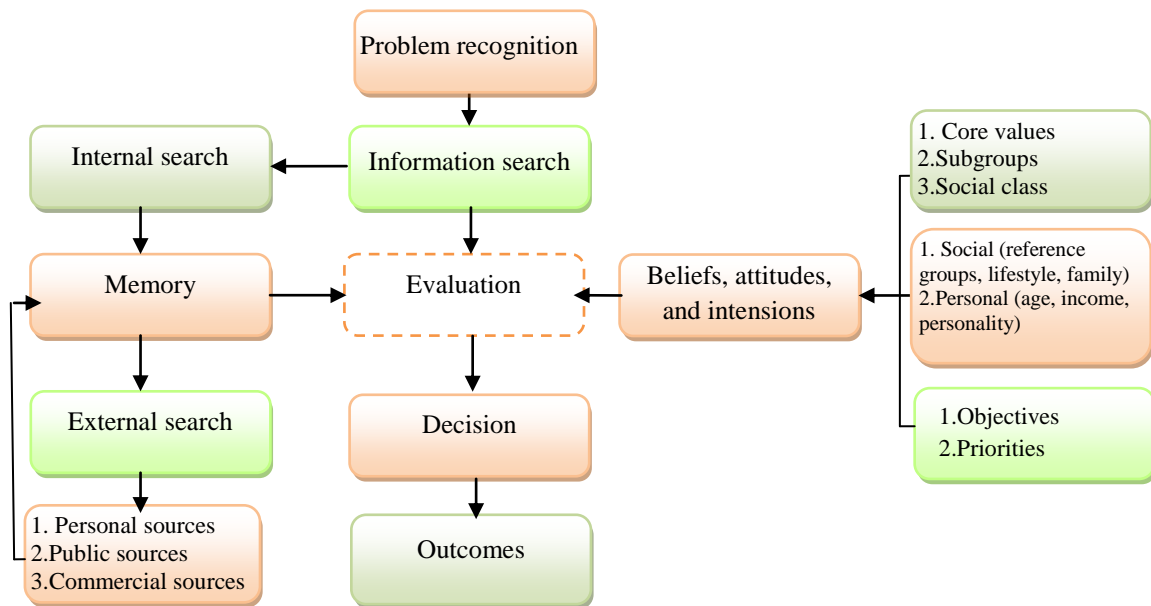 Problem recognition
Internal search
Information search
1. Core values
2.Subgroups
3.Social class
Memory
Evaluation
Beliefs, attitudes,
and intensions
1. Social (reference
groups, lifestyle, family)
2.Personal (age, income,
personality)
External search
Decision
1.Objectives
2.Priorities
1. Personal sources
2.Public sources
3.Commercial sources
Outcomes